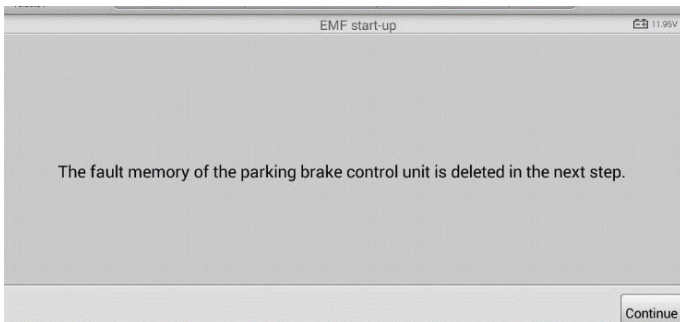 EMF start-up
11.95V
The fault memory of the parking brake control unit is deleted in the next step.
Continue